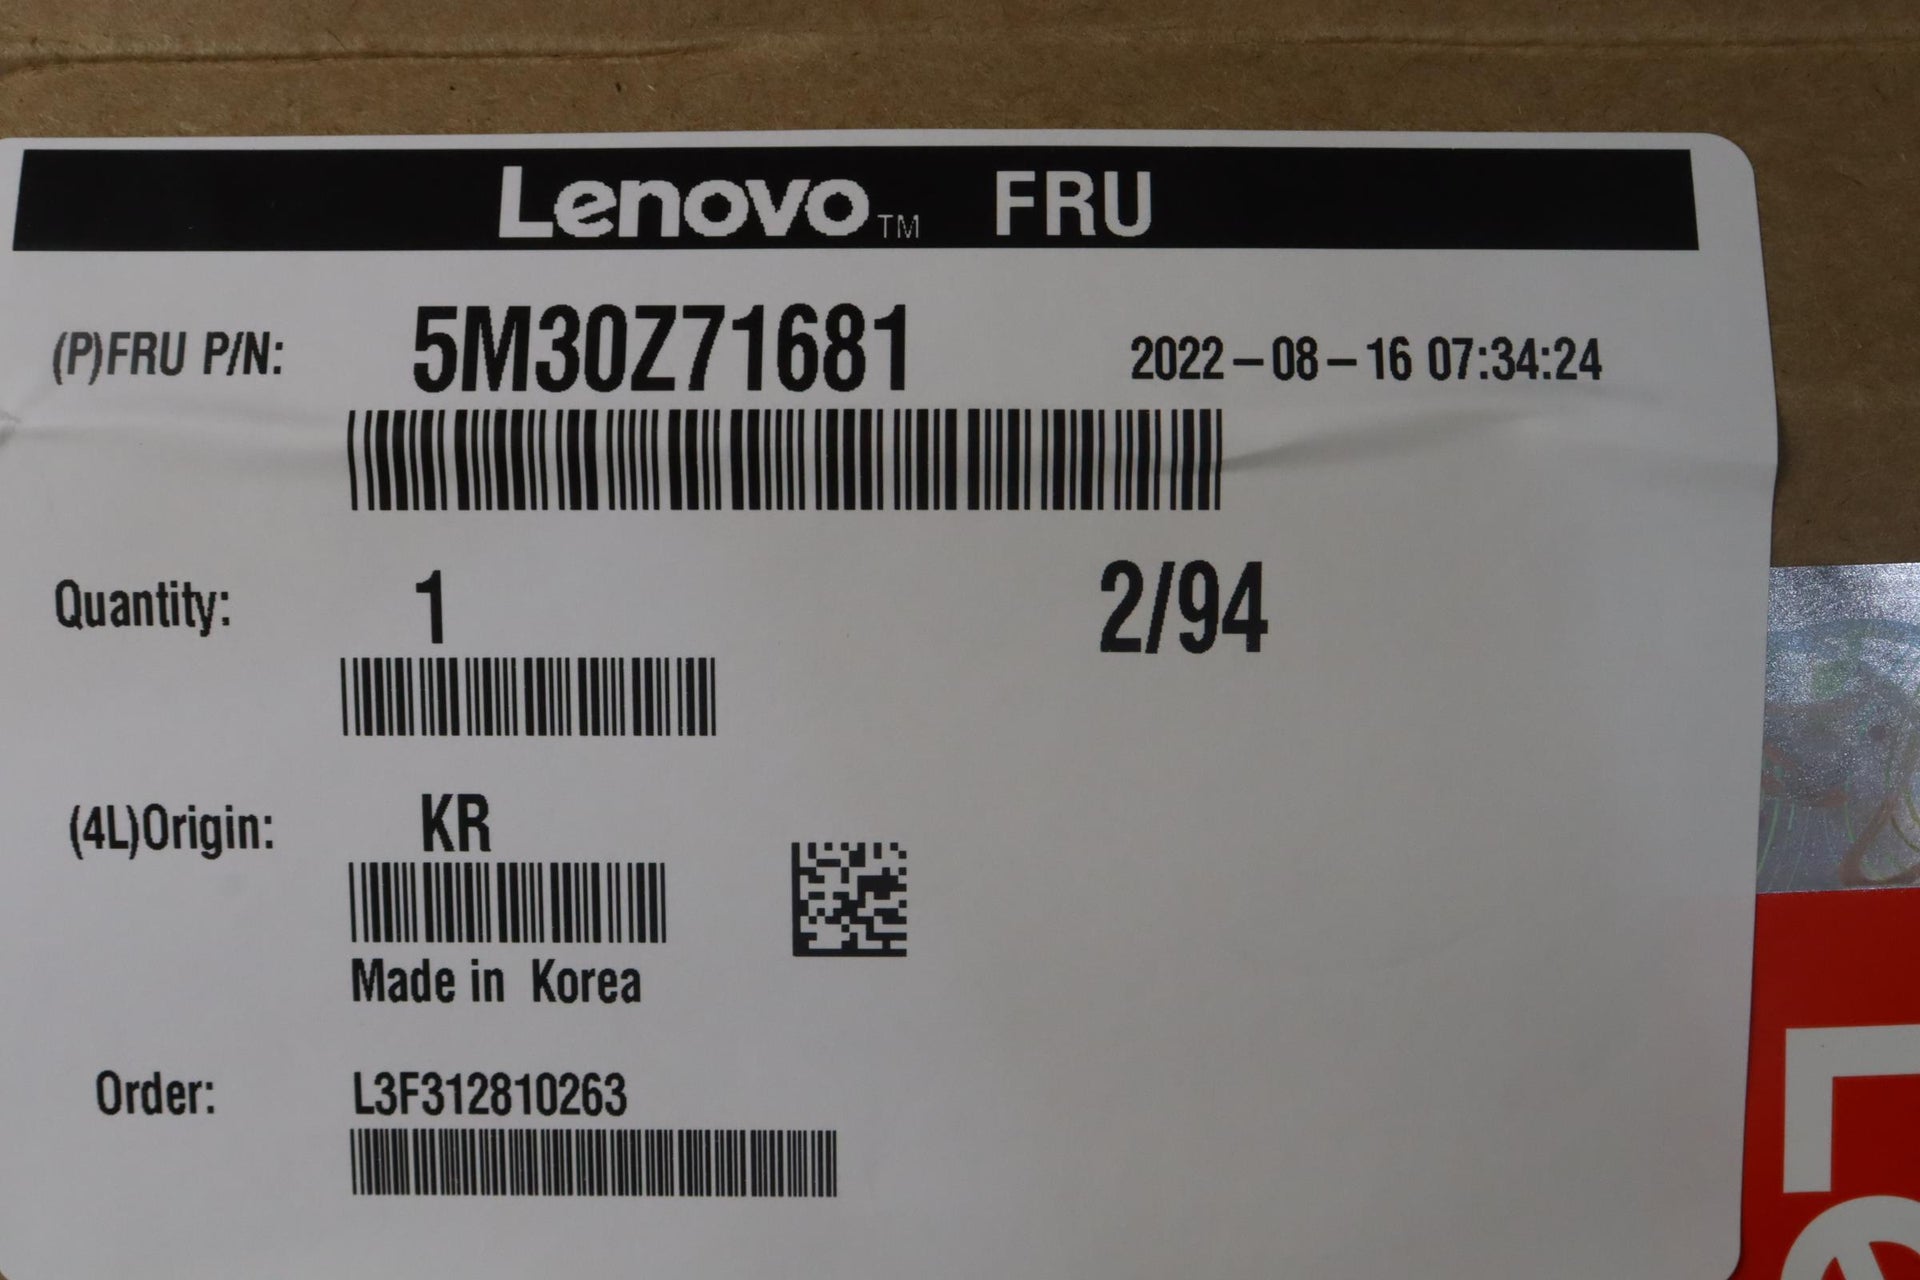 Lenovo™ FRU
(P)FRU P/N: 5M30Z71681 2022-08-16 07:34:24
Quantity: 1 2/94
(4L)Origin: KR
Made in Korea
Order: L3F312810263
Le